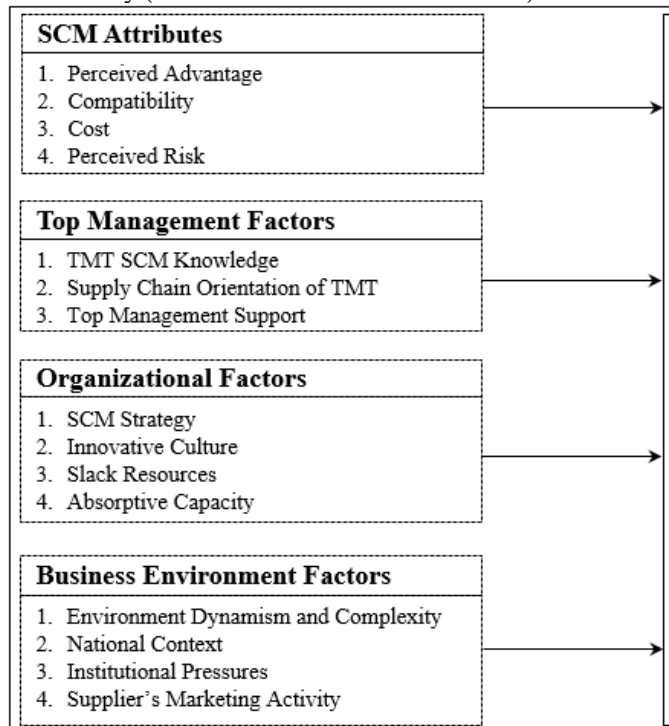 SCM Attributes
1. Perceived Advantage
2. Compatibility
3. Cost
4. Perceived Risk
Top Management Factors
1. TMT SCM Knowledge
2. Supply Chain Orientation of TMT
3. Top Management Support
Organizational Factors
1. SCM Strategy
2. Innovative Culture
3. Slack Resources
4. Absorptive Capacity
Business Environment Factors
1. Environment Dynamism and Complexity
2. National Context
3. Institutional Pressures
4. Supplier's Marketing Activity